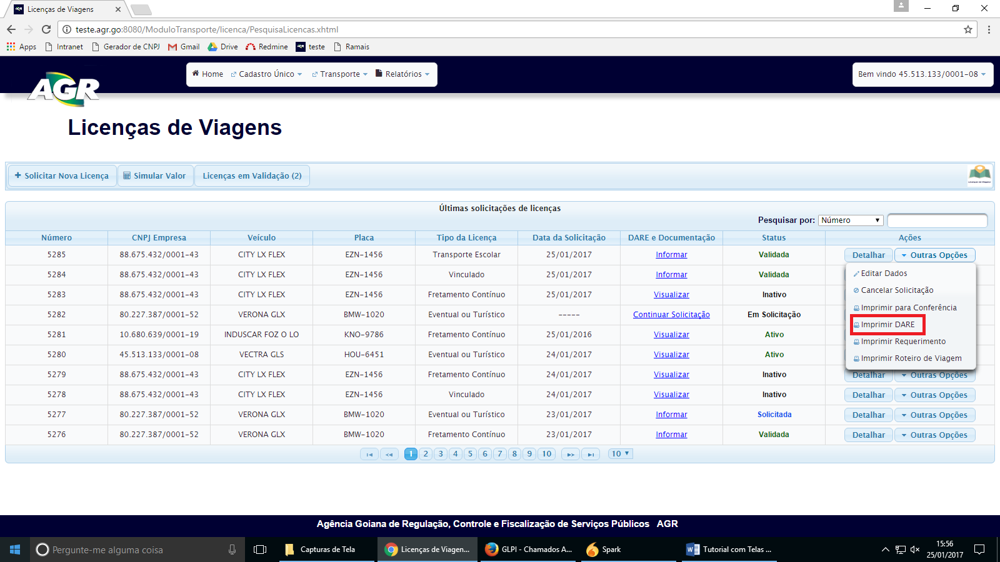 Licenças de Viagens
teste.agr.go:8080/ModuloTransporte/licenca/PesquisaLicencas.xhtml
Apps Intranet Gerador de CNPJ Gmail Drive Redmine AGR teste Ramais
AGR
Home Cadastro Único Transporte Relatórios
Bem vindo 45.513.133/0001-08
Licenças de Viagens
Solicitar Nova Licença Simular Valor Licenças em Validação (2)
Últimas solicitações de licenças
Pesquisar por: Número
Número CNPJ Empresa Veículo Placa Tipo da Licença Data da Solicitação DARE e Documentação Status Ações
5285 88.675.432/0001-43 CITY LX FLEX EZN-1456 Transporte Escolar 25/01/2017 Informar Validada Detalhar Outras Opções
5284 88.675.432/0001-43 CITY LX FLEX EZN-1456 Vinculado 25/01/2017 Informar Validada
5283 88.675.432/0001-43 CITY LX FLEX EZN-1456 Fretamento Contínuo 25/01/2017 Visualizar Inativo
5282 80.227.387/0001-52 VERONA GLX BMW-1020 Eventual ou Turístico ----- Continuar Solicitação Em Solicitação
5281 10.680.639/0001-19 INDUSCAR FOZ O LO KNO-9786 Fretamento Contínuo 25/01/2016 Visualizar Ativo
5280 45.513.133/0001-08 VECTRA GLS HOU-6451 Eventual ou Turístico 24/01/2017 Visualizar Ativo
5279 88.675.432/0001-43 CITY LX FLEX EZN-1456 Fretamento Contínuo 24/01/2017 Visualizar Inativo Detalhar Outras Opções
5278 88.675.432/0001-43 CITY LX FLEX EZN-1456 Vinculado 24/01/2017 Visualizar Inativo Detalhar Outras Opções
5277 80.227.387/0001-52 VERONA GLX BMW-1020 Eventual ou Turístico 23/01/2017 Informar Solicitada Detalhar Outras Opções
5276 80.227.387/0001-52 VERONA GLX BMW-1020 Fretamento Contínuo 23/01/2017 Informar Validada Detalhar Outras Opções
Editar Dados
Cancelar Solicitação
Imprimir para Conferência
Imprimir DARE
Imprimir Requerimento
Imprimir Roteiro de Viagem
1 2 3 4 5 6 7 8 9 10 10
Agência Goiana de Regulação, Controle e Fiscalização de Serviços Públicos AGR
Pergunte-me alguma coisa
Capturas de Tela
Licenças de Viagen...
GLPI - Chamados A...
Spark
Tutorial com Telas ...
15:56
25/01/2017